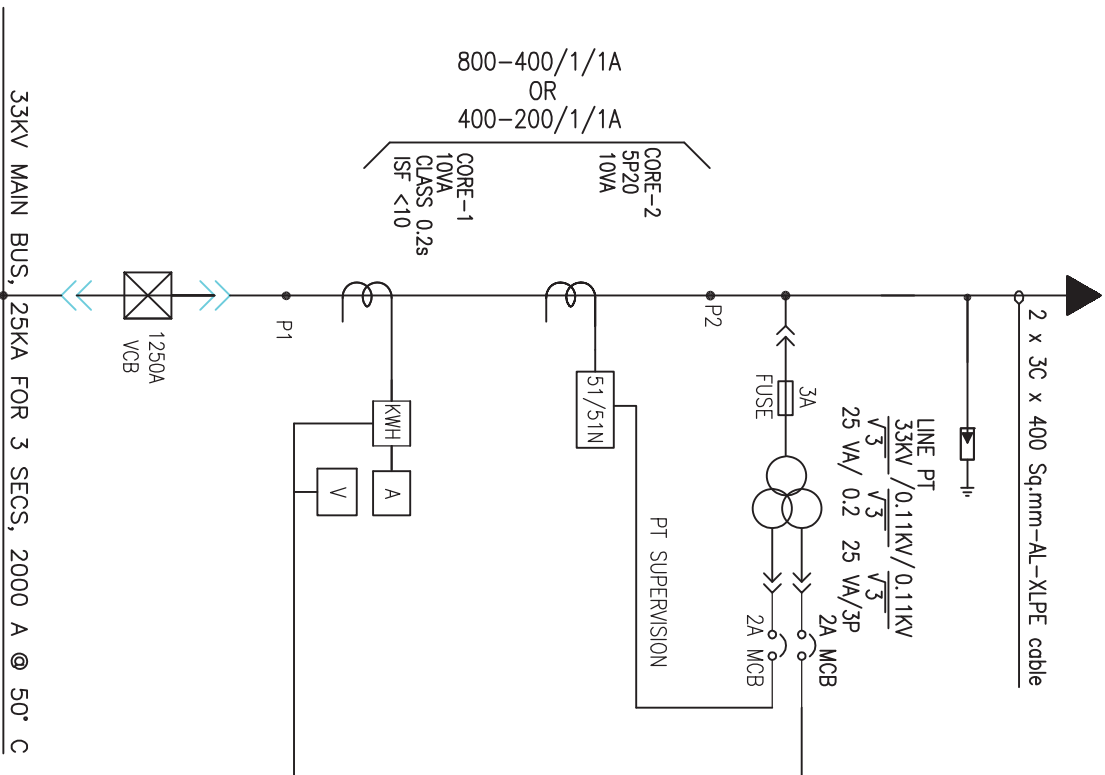 800-400/1/1A
OR
400-200/1/1A
CORE-2
5P20
10VA
CORE-1
10VA
CLASS 0.2s
ISF <10
2 x 3C x 400 Sq.mm-AL-XLPE cable
LINE PT
33KV/0.11KV/0.11KV
√3 √3 √3
25 VA/ 0.2 25 VA/3P
3A
FUSE
2A MCB
2A MCB
P2
51/51N
PT SUPERVISION
P1
KWH
A
V
1250A
VCB
33KV MAIN BUS, 25KA FOR 3 SECS, 2000 A @ 50° C